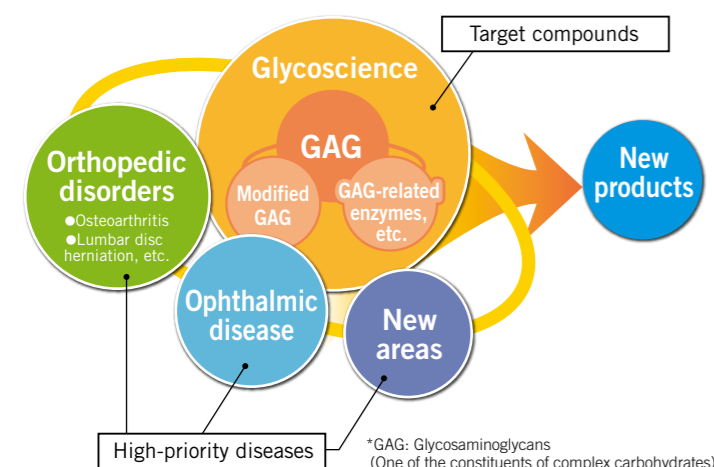 Target compounds
Glycoscience
GAG
Modified
GAG
GAG-related
enzymes,
etc.
Orthopedic
disorders
●Osteoarthritis
●Lumbar disc
herniation, etc.
New
products
Ophthalmic
disease
New
areas
High-priority diseases
*GAG: Glycosaminoglycans
(One of the constituents of complex carbohydrates)